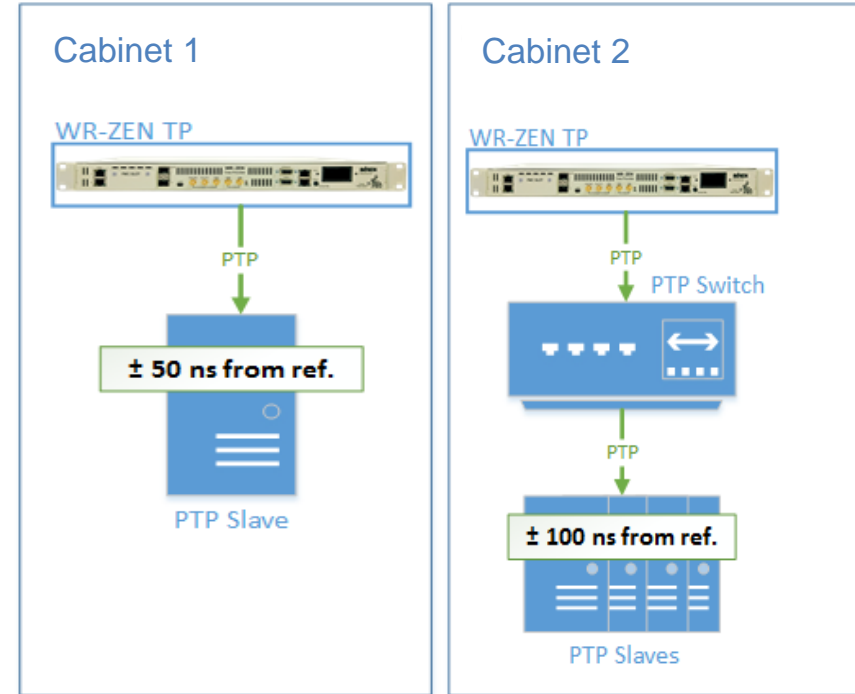 Cabinet 1
WR-ZEN TP
PTP
± 50 ns from ref.
PTP Slave
Cabinet 2
WR-ZEN TP
PTP
PTP Switch
PTP
± 100 ns from ref.
PTP Slaves